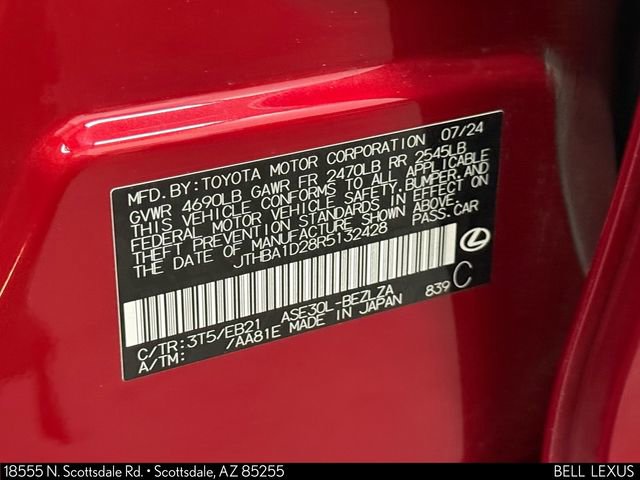 MFD. BY: TOYOTA MOTOR CORPORATION 07/24
GVWR 4690LB GAWR FR 2470LB RR 2545LB
THIS VEHICLE CONFORMS TO ALL APPLICABLE
FEDERAL MOTOR VEHICLE SAFETY, BUMPER, AND
THEFT PREVENTION STANDARDS IN EFFECT ON
THE DATE OF MANUFACTURE SHOWN ABOVE.
JTHBA1D28R5132428 PASS. CAR
ASE30L-BEZLZA 839 C
C/TR: 3T5/EB21 MADE IN JAPAN
A/TM: /AA81E
18555 N. Scottsdale Rd. • Scottsdale, AZ 85255 BELL LEXUS